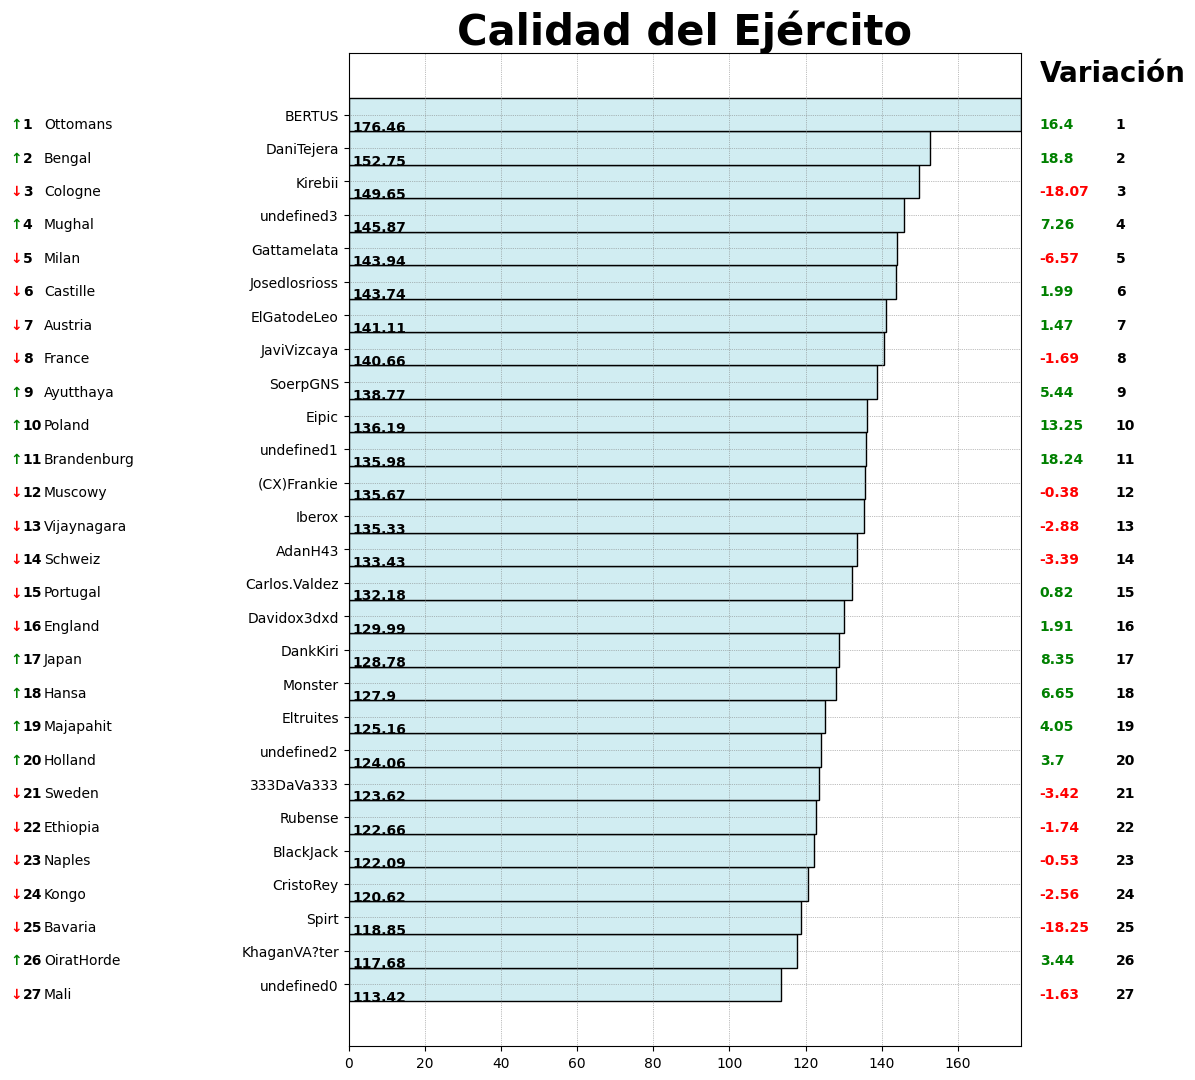 Calidad del Ejército
Variación
↑1 Ottomans BERTUS 176.46 16.4 1
↑2 Bengal DaniTejera 152.75 18.8 2
↓3 Cologne Kirebii 149.65 -18.07 3
↑4 Mughal undefined3 145.87 7.26 4
↓5 Milan Gattamelata 143.94 -6.57 5
↓6 Castille Josedlosrioss 143.74 1.99 6
↓7 Austria ElGatodeLeo 141.11 1.47 7
↓8 France JaviVizcaya 140.66 -1.69 8
↑9 Ayutthaya SoerpGNS 138.77 5.44 9
↑10 Poland Eipic 136.19 13.25 10
↑11 Brandenburg undefined1 135.98 18.24 11
↓12 Muscowy (CX)Frankie 135.67 -0.38 12
↓13 Vijaynagara Iberox 135.33 -2.88 13
↓14 Schweiz AdanH43 133.43 -3.39 14
↓15 Portugal Carlos.Valdez 132.18 0.82 15
↓16 England Davidox3dxd 129.99 1.91 16
↑17 Japan DankKiri 128.78 8.35 17
↑18 Hansa Monster 127.9 6.65 18
↑19 Majapahit Eltruites 125.16 4.05 19
↑20 Holland undefined2 124.06 3.7 20
↓21 Sweden 333DaVa333 123.62 -3.42 21
↓22 Ethiopia Rubense 122.66 -1.74 22
↓23 Naples BlackJack 122.09 -0.53 23
↓24 Kongo CristoRey 120.62 -2.56 24
↓25 Bavaria Spirt 118.85 -18.25 25
↑26 OiratHorde KhaganVA?ter 117.68 3.44 26
↓27 Mali undefined0 113.42 -1.63 27
0 20 40 60 80 100 120 140 160